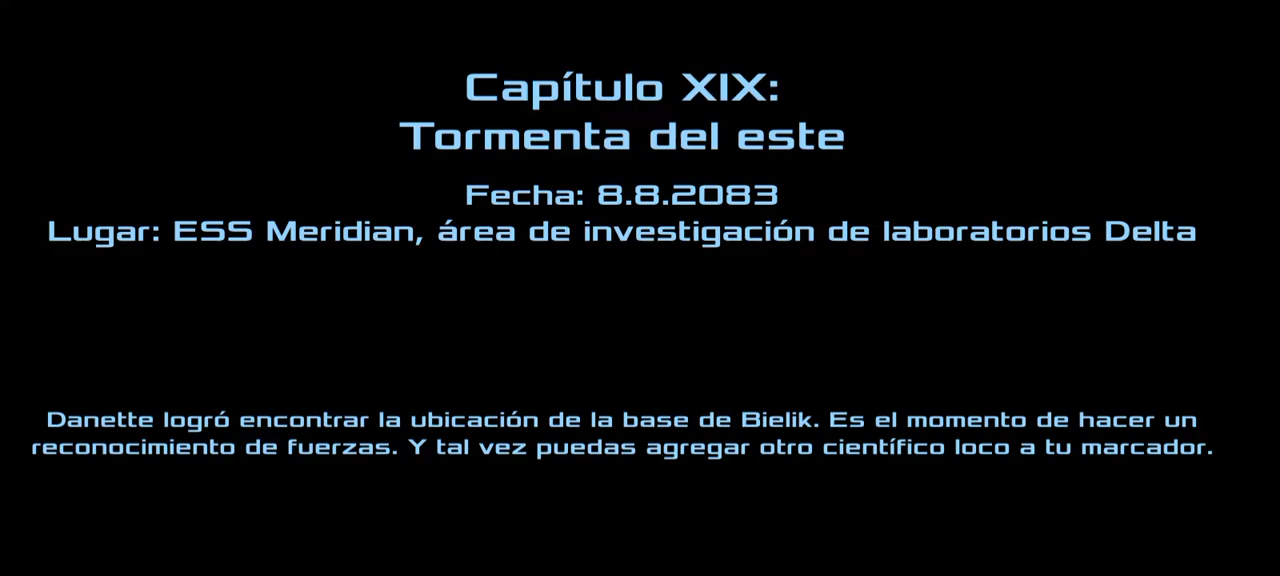 Capítulo XIX:
Tormenta del este
Fecha: 8.8.2083
Lugar: ESS Meridian, área de investigación de laboratorios Delta
Danette logró encontrar la ubicación de la base de Bielik. Es el momento de hacer un
reconocimiento de fuerzas. Y tal vez puedas agregar otro científico loco a tu marcador.